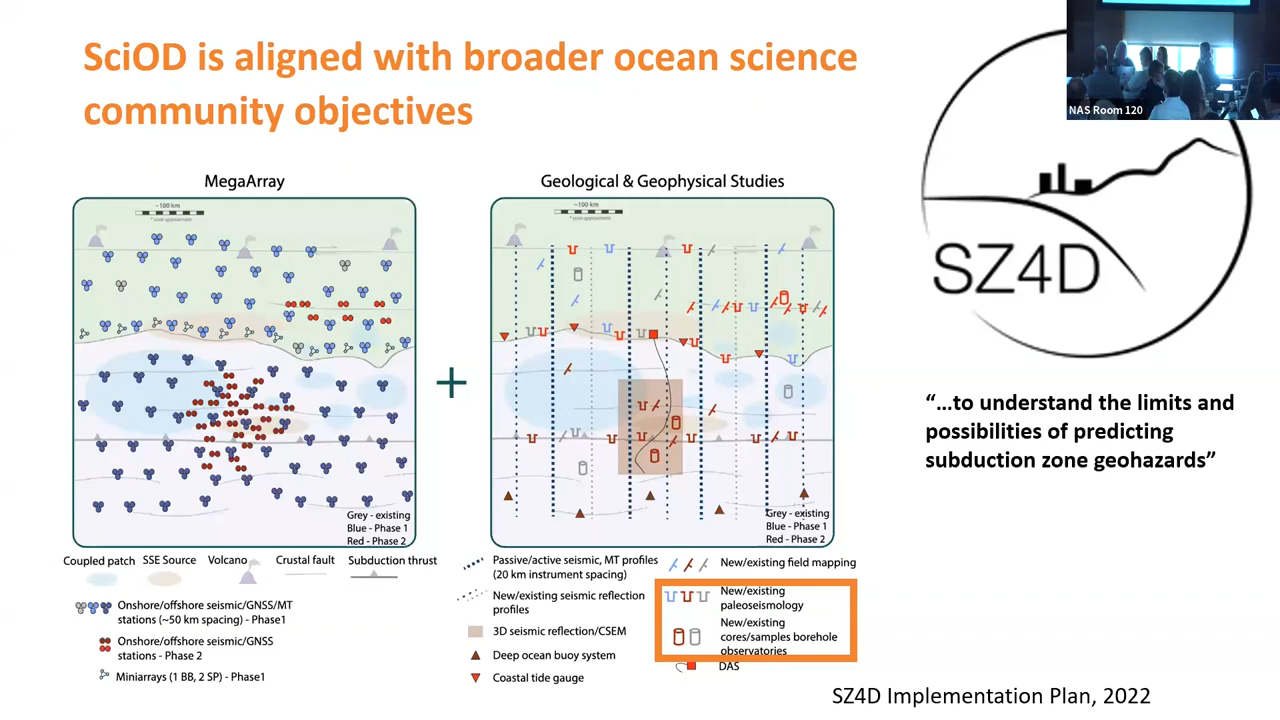 SciOD is aligned with broader ocean science
community objectives
NAS Room 120
MegaArray
Geological & Geophysical Studies
~100 km
~100 km
SZ4D
+
"...to understand the limits and
possibilities of predicting
subduction zone geohazards"
Grey - existing
Blue - Phase 1
Red - Phase 2
Grey - existing
Blue - Phase 1
Red - Phase 2
Coupled patch
SSE Source
Volcano
Crustal fault
Subduction thrust
Onshore/offshore seismic/GNSS/MT
stations (~50 km spacing) - Phase1
Onshore/offshore seismic/GNSS
stations - Phase 2
Miniarrays (1 BB, 2 SP) - Phase1
Passive/active seismic, MT profiles
(20 km instrument spacing)
New/existing seismic reflection
profiles
3D seismic reflection/CSEM
Deep ocean buoy system
Coastal tide gauge
New/existing field mapping
New/existing
paleoseismology
New/existing
cores/samples borehole
observatories
DAS
SZ4D Implementation Plan, 2022